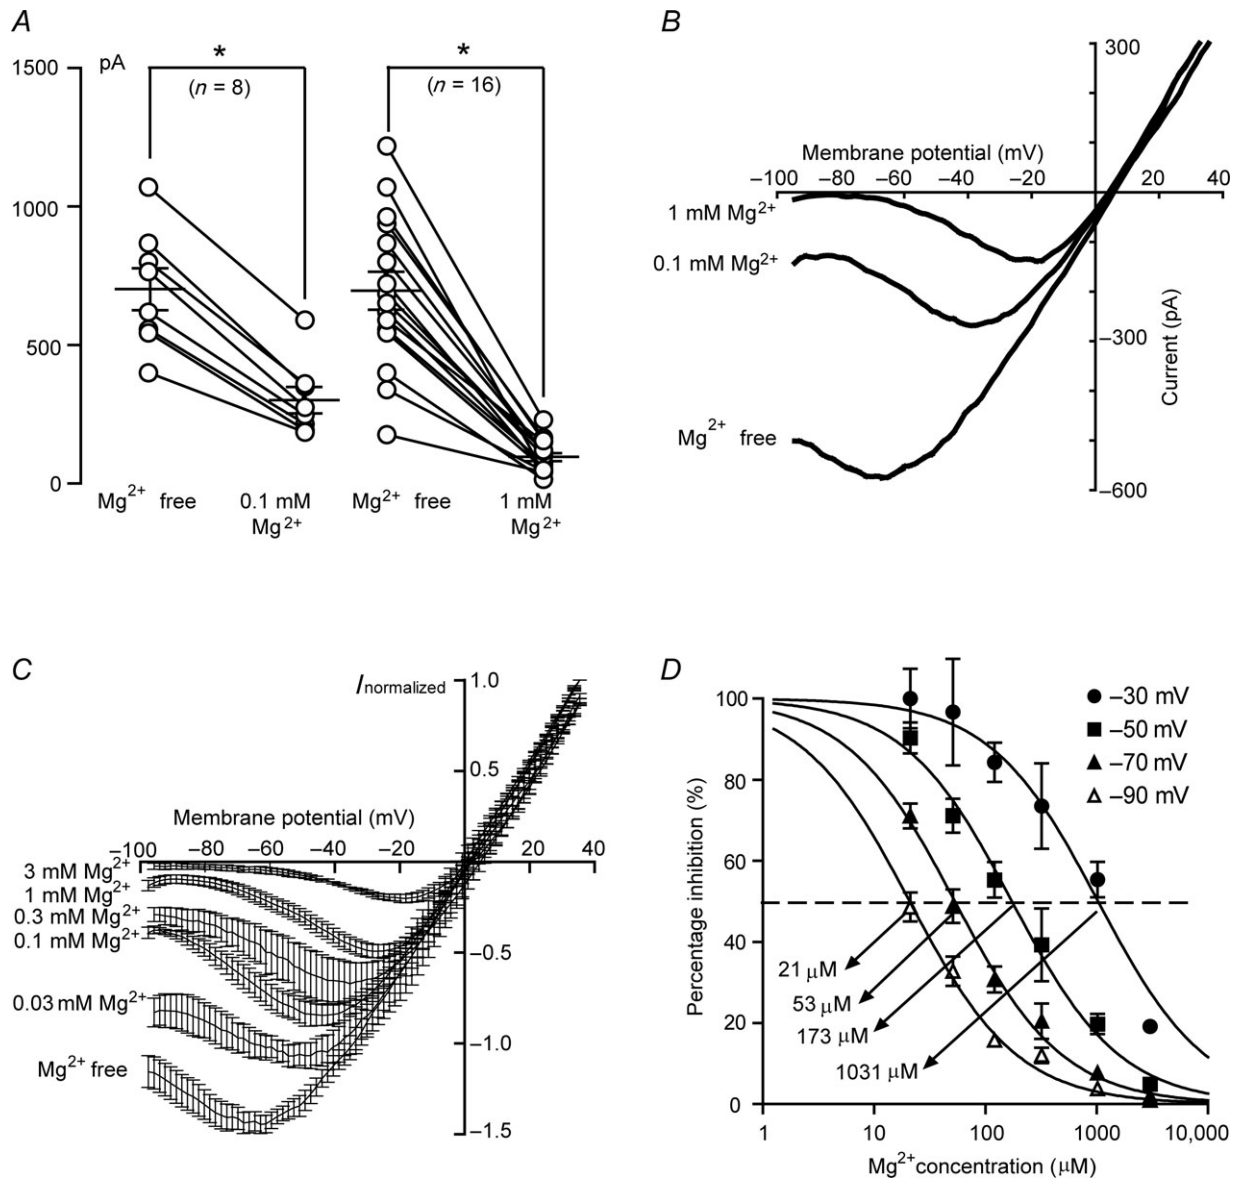 A
pA
1500
1000
500
0
*
(n = 8)
*
(n = 16)
Mg2+ free
0.1 mM
Mg2+
Mg2+ free
1 mM
Mg2+
B
300
Membrane potential (mV)
–100 –80 –60 –40 –20 20 40
1 mM Mg2+
0.1 mM Mg2+
Mg2+ free
–300
–600
Current (pA)
C
Inormalized
1.0
0.5
Membrane potential (mV)
–100 –80 –60 –40 –20 0 20 40
3 mM Mg2+
1 mM Mg2+
0.3 mM Mg2+
0.1 mM Mg2+
0.03 mM Mg2+
Mg2+ free
–0.5
–1.0
–1.5
D
Percentage inhibition (%)
100
80
60
40
20
0
–30 mV
–50 mV
–70 mV
–90 mV
21 μM
53 μM
173 μM
1031 μM
1 10 100 1000 10,000
Mg2+concentration (μM)